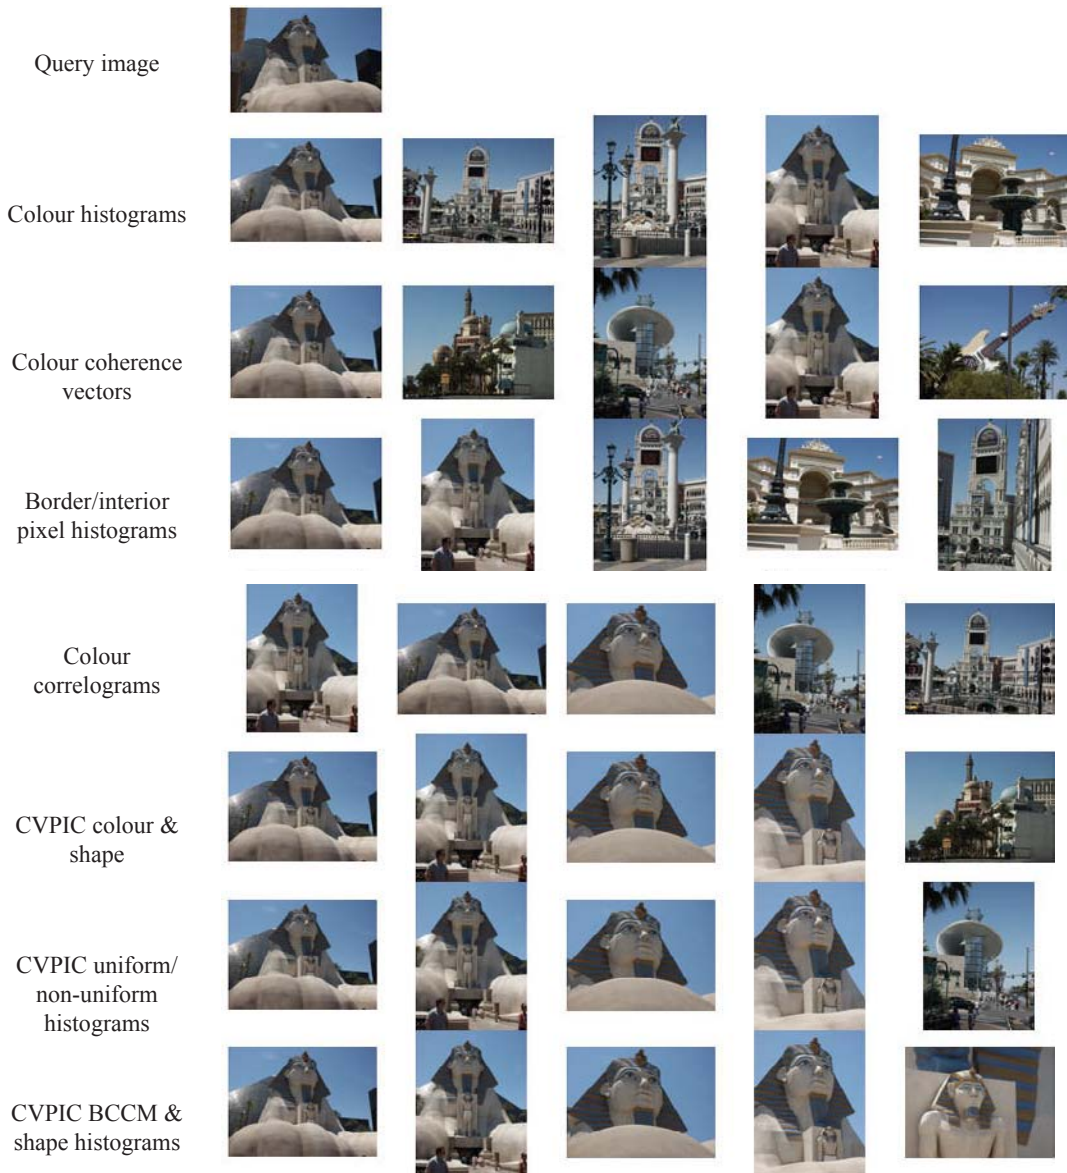 Query image
Colour histograms
Colour coherence
vectors
Border/interior
pixel histograms
Colour
correlograms
CVPIC colour &
shape
CVPIC uniform/
non-uniform
histograms
CVPIC BCCM &
shape histograms